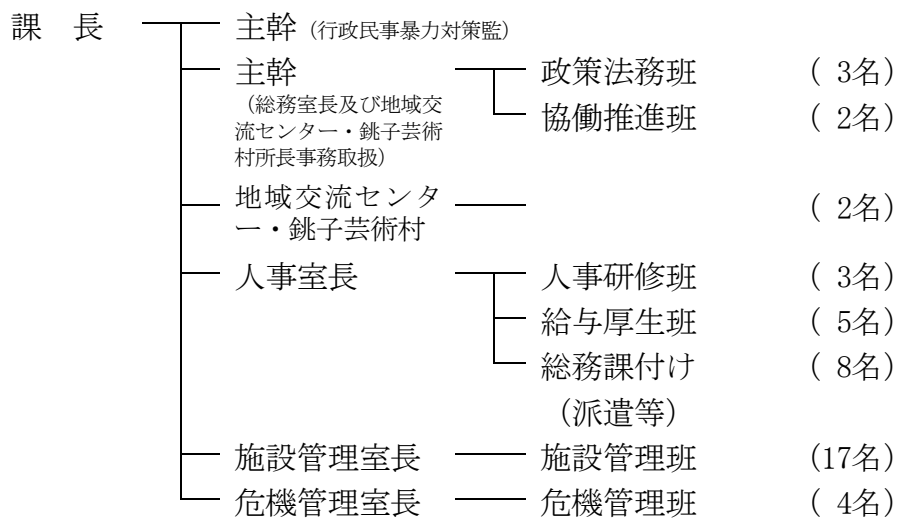 課　長　主幹（行政民事暴力対策監）
主幹　政策法務班　（ 3名）
（総務室長及び地域交
流センター・銚子芸術
村所長事務取扱）
協働推進班　（ 2名）
地域交流センタ
ー・銚子芸術村
（ 2名）
人事室長　人事研修班　（ 3名）
給与厚生班　（ 5名）
総務課付け　（ 8名）
（派遣等）
施設管理室長　施設管理班　（17名）
危機管理室長　危機管理班　（ 4名）